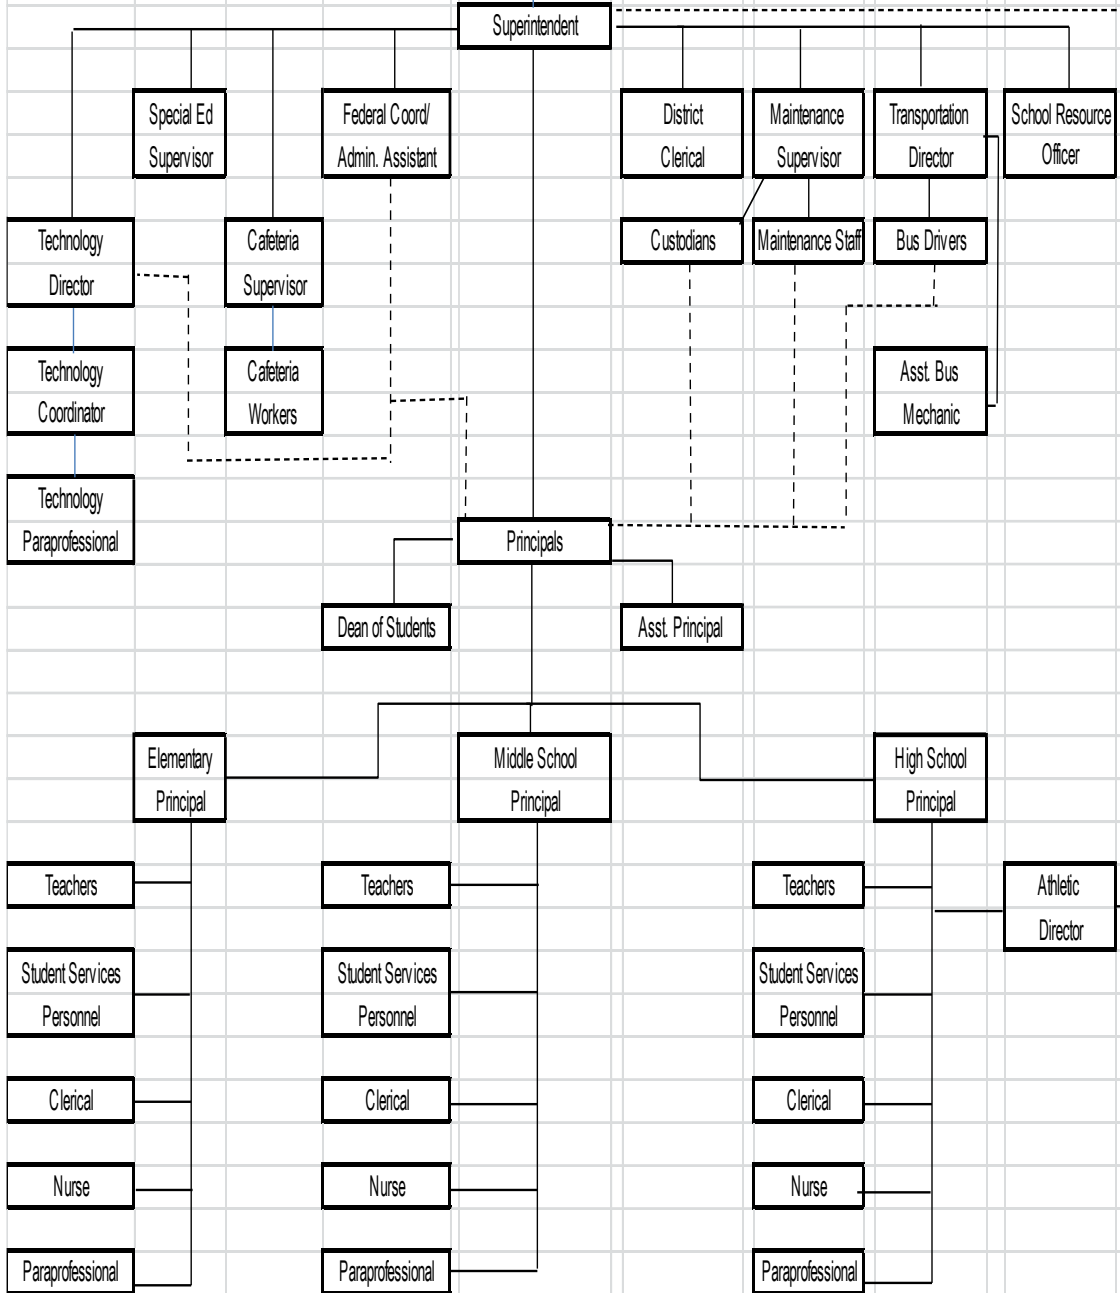 Superintendent
Special Ed
Supervisor
Federal Coord/
Admin. Assistant
District
Clerical
Maintenance
Supervisor
Transportation
Director
School Resource
Officer
Technology
Director
Cafeteria
Supervisor
Custodians
Maintenance Staff
Bus Drivers
Technology
Coordinator
Cafeteria
Workers
Asst. Bus
Mechanic
Technology
Paraprofessional
Principals
Dean of Students
Asst. Principal
Elementary
Principal
Middle School
Principal
High School
Principal
Teachers
Teachers
Teachers
Athletic
Director
Student Services
Personnel
Student Services
Personnel
Student Services
Personnel
Clerical
Clerical
Clerical
Nurse
Nurse
Nurse
Paraprofessional
Paraprofessional
Paraprofessional